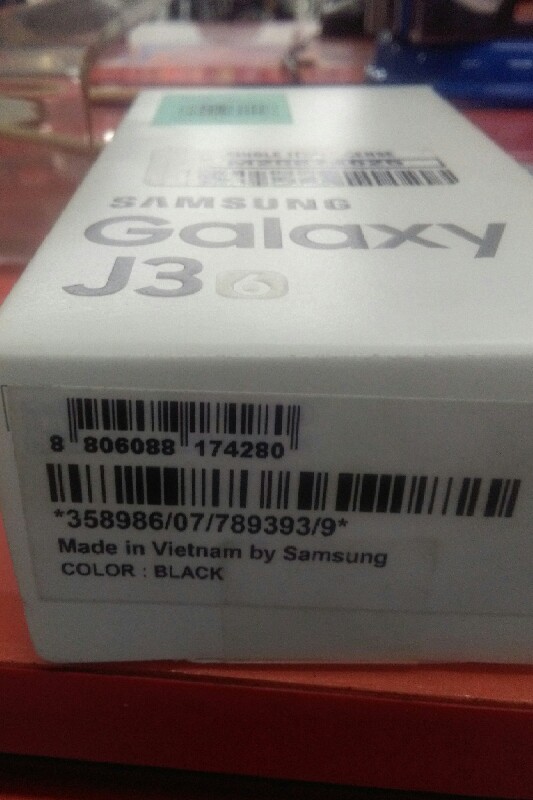 SAMSUNG
Galaxy
J3 6
8 806088 174280
*358986/07/789393/9*
Made in Vietnam by Samsung
COLOR : BLACK